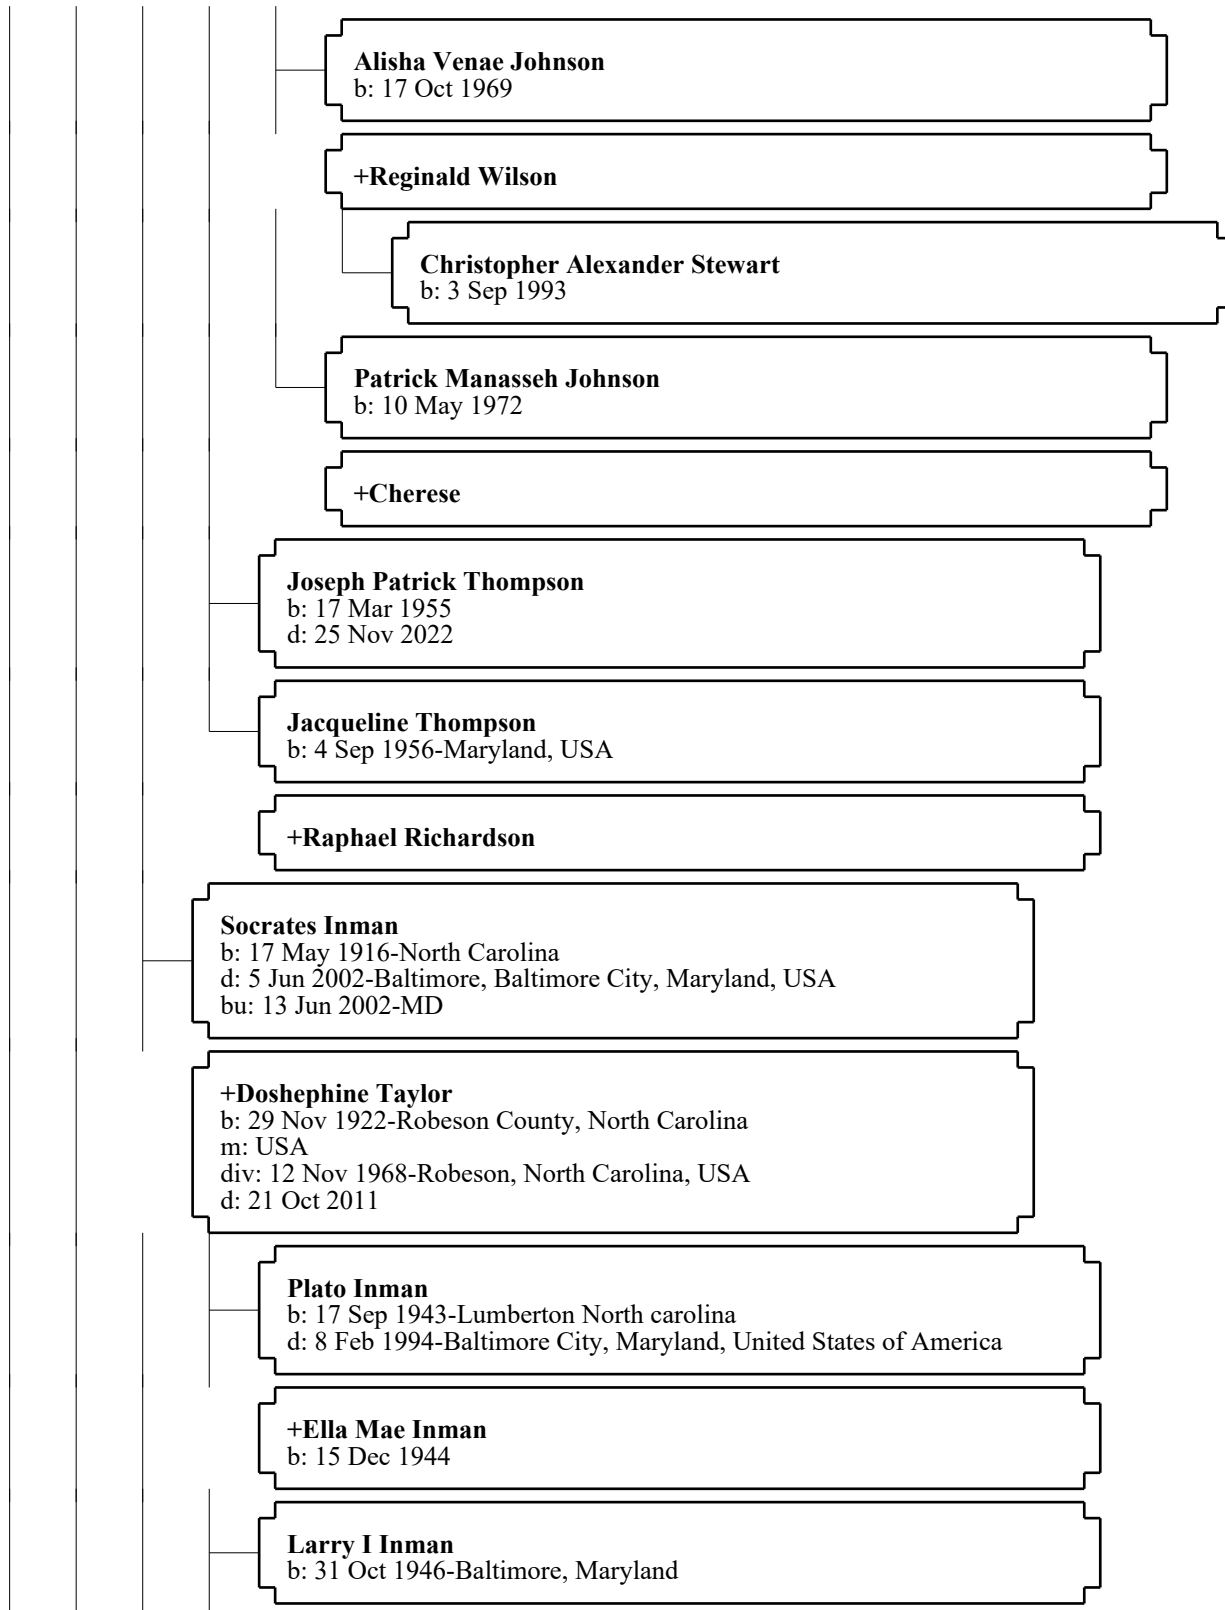 Alisha Venae Johnson
b: 17 Oct 1969
+Reginald Wilson
Christopher Alexander Stewart
b: 3 Sep 1993
Patrick Manasseh Johnson
b: 10 May 1972
+Cherese
Joseph Patrick Thompson
b: 17 Mar 1955
d: 25 Nov 2022
Jacqueline Thompson
b: 4 Sep 1956-Maryland, USA
+Raphael Richardson
Socrates Inman
b: 17 May 1916-North Carolina
d: 5 Jun 2002-Baltimore, Baltimore City, Maryland, USA
bu: 13 Jun 2002-MD
+Doshephine Taylor
b: 29 Nov 1922-Robeson County, North Carolina
m: USA
div: 12 Nov 1968-Robeson, North Carolina, USA
d: 21 Oct 2011
Plato Inman
b: 17 Sep 1943-Lumberton North carolina
d: 8 Feb 1994-Baltimore City, Maryland, United States of America
+Ella Mae Inman
b: 15 Dec 1944
Larry I Inman
b: 31 Oct 1946-Baltimore, Maryland